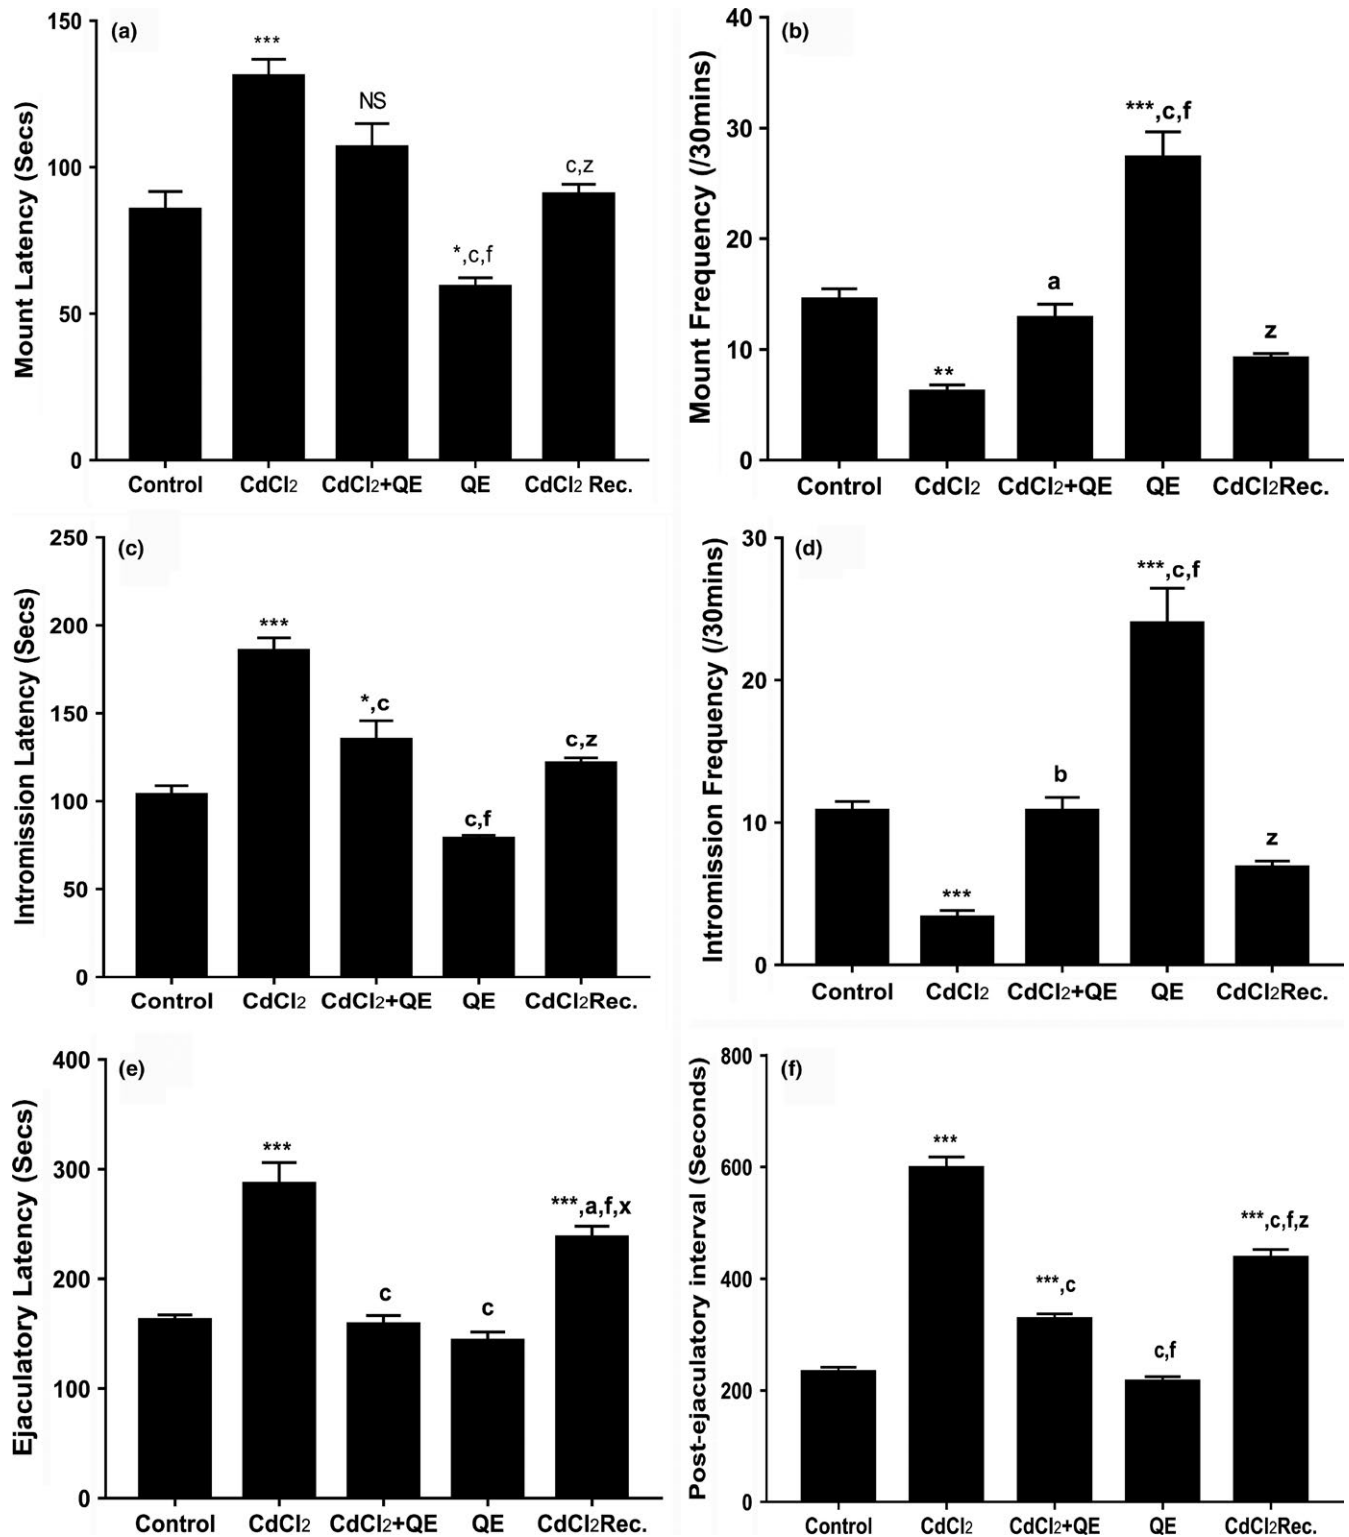 (a)
Mount Latency (Secs)
150
100
50
0
***
NS
*,c,f
c,z
Control CdCl2 CdCl2+QE QE CdCl2 Rec.
(b)
Mount Frequency (/30mins)
40
30
20
10
0
**
a
***,c,f
z
Control CdCl2 CdCl2+QE QE CdCl2Rec.
(c)
Intromission Latency (Secs)
250
200
150
100
50
0
***
*,c
c,f
c,z
Control CdCl2 CdCl2+QE QE CdCl2Rec.
(d)
Intromission Frequency (/30mins)
30
20
10
0
***
b
***,c,f
z
Control CdCl2 CdCl2+QE QE CdCl2Rec.
(e)
Ejaculatory Latency (Secs)
400
300
200
100
0
***
c
c
***,a,f,x
Control CdCl2 CdCl2+QE QE CdCl2Rec.
(f)
Post-ejaculatory interval (Seconds)
800
600
400
200
0
***
***,c
c,f
***,c,f,z
Control CdCl2 CdCl2+QE QE CdCl2Rec.